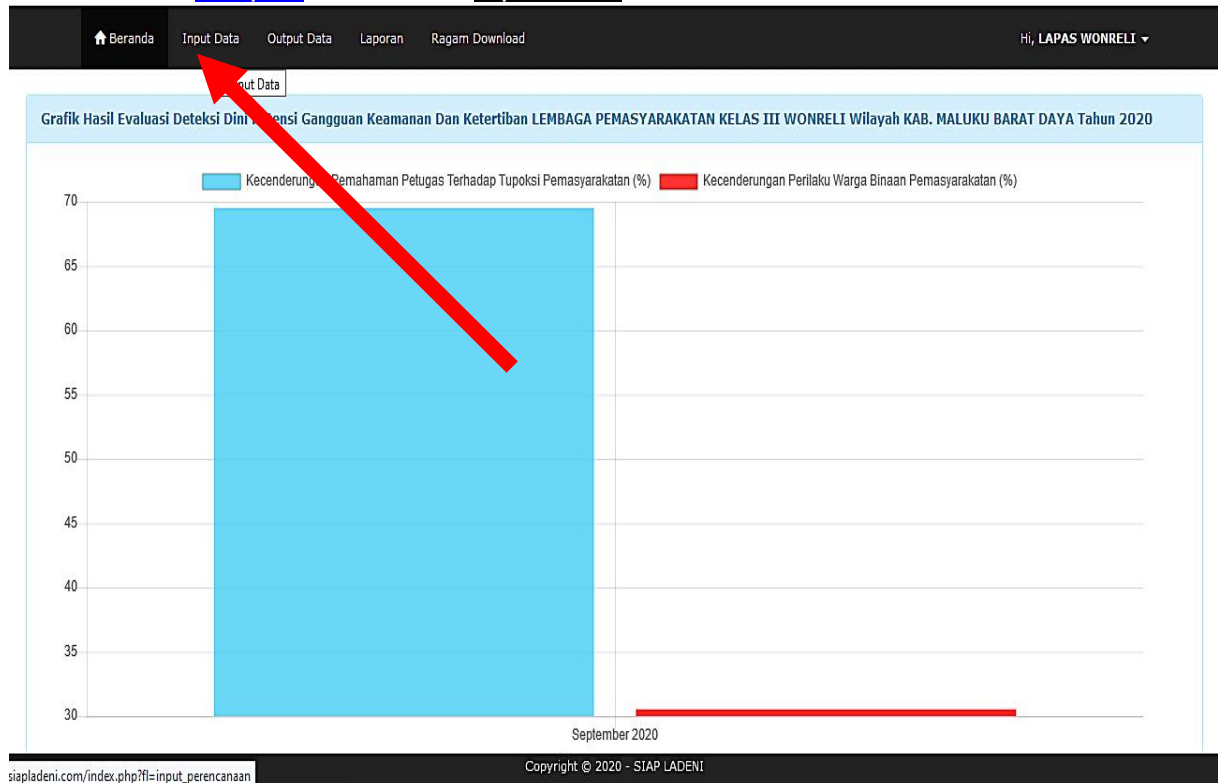 Beranda Input Data Output Data Laporan Ragam Download Hi, LAPAS WONRELI
Data
Grafik Hasil Evaluasi Deteksi Dini Gangguan Keamanan Dan Ketertiban LEMBAGA PEMASYARAKATAN KELAS III WONRELI Wilayah KAB. MALUKU BARAT DAYA Tahun 2020
Kecenderungan Pemahaman Petugas Terhadap Tupoksi Pemasyarakatan (%) Kecenderungan Perilaku Warga Binaan Pemasyarakatan (%)
70
65
60
55
50
45
40
35
30
September 2020
Copyright © 2020 - SIAP LADENI
siapladeni.com/index.php?fl=input_perencanaan